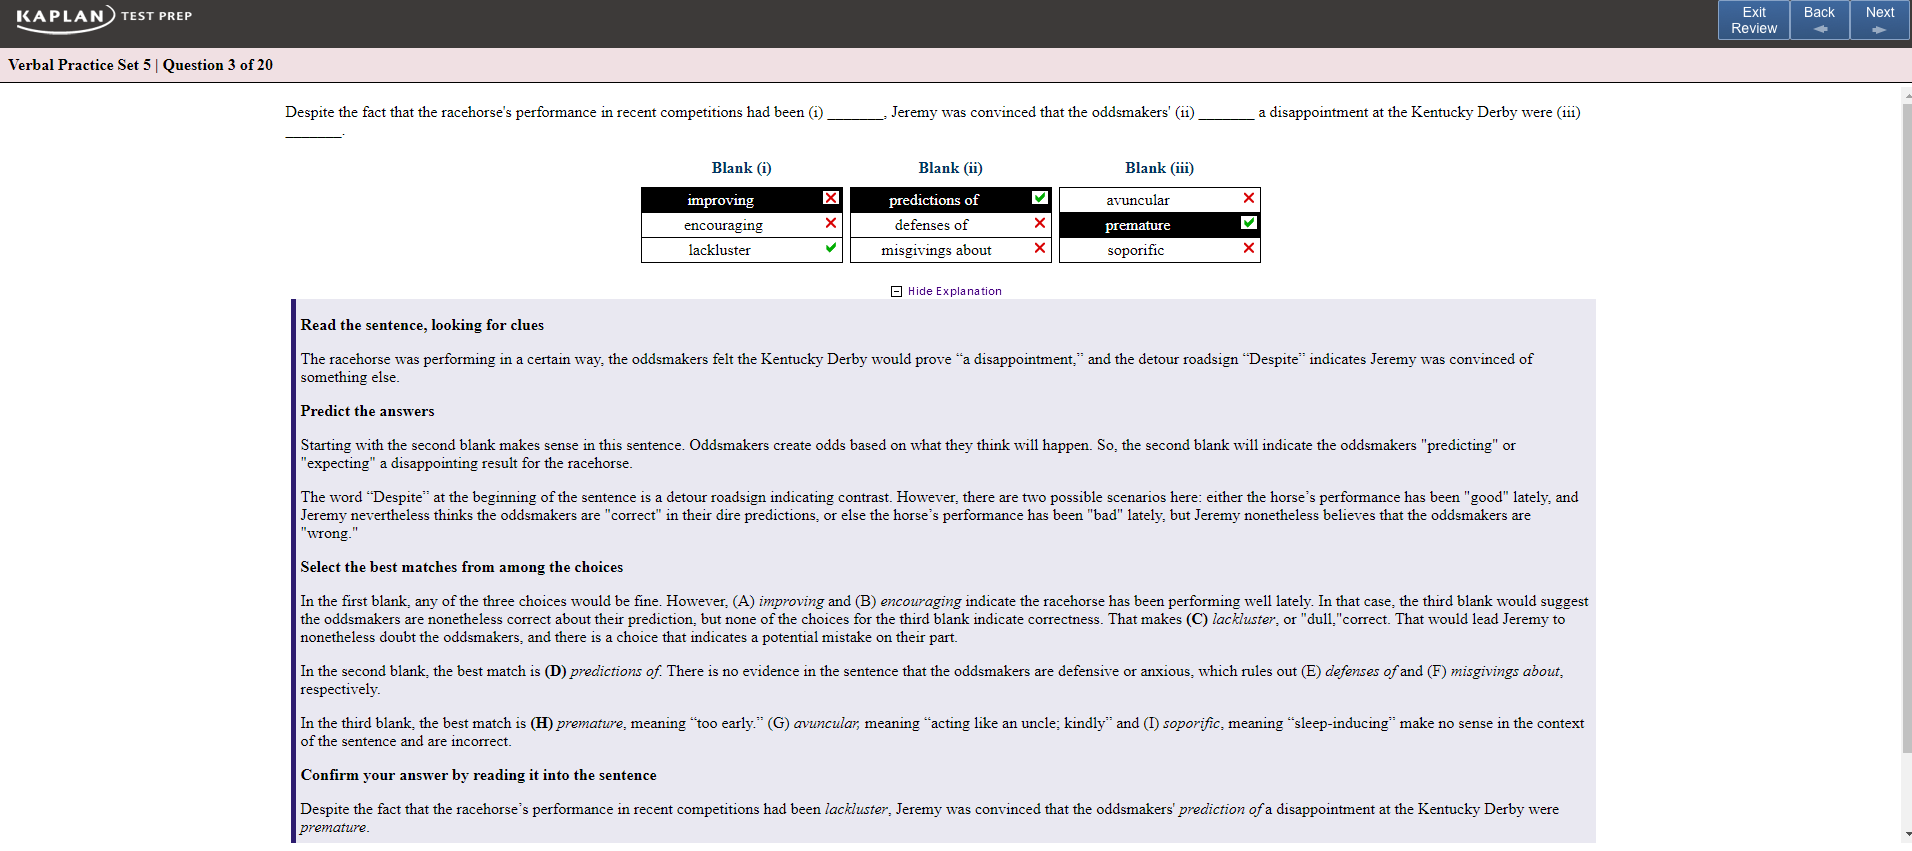 KAPLAN TEST PREP
Exit Review
Back
Next
Verbal Practice Set 5 | Question 3 of 20
Despite the fact that the racehorse's performance in recent competitions had been (i) _______, Jeremy was convinced that the oddsmakers' (ii) _______ a disappointment at the Kentucky Derby were (iii)
_______.
Blank (i) Blank (ii) Blank (iii)
improving predictions of avuncular
encouraging defenses of premature
lackluster misgivings about soporific
Hide Explanation
Read the sentence, looking for clues
The racehorse was performing in a certain way, the oddsmakers felt the Kentucky Derby would prove “a disappointment,” and the detour roadsign “Despite” indicates Jeremy was convinced of
something else.
Predict the answers
Starting with the second blank makes sense in this sentence. Oddsmakers create odds based on what they think will happen. So, the second blank will indicate the oddsmakers "predicting" or
"expecting" a disappointing result for the racehorse.
The word “Despite” at the beginning of the sentence is a detour roadsign indicating contrast. However, there are two possible scenarios here: either the horse’s performance has been "good" lately, and
Jeremy nevertheless thinks the oddsmakers are "correct" in their dire predictions, or else the horse’s performance has been "bad" lately, but Jeremy nonetheless believes that the oddsmakers are
"wrong."
Select the best matches from among the choices
In the first blank, any of the three choices would be fine. However, (A) improving and (B) encouraging indicate the racehorse has been performing well lately. In that case, the third blank would suggest
the oddsmakers are nonetheless correct about their prediction, but none of the choices for the third blank indicate correctness. That makes (C) lackluster, or "dull,"correct. That would lead Jeremy to
nonetheless doubt the oddsmakers, and there is a choice that indicates a potential mistake on their part.
In the second blank, the best match is (D) predictions of. There is no evidence in the sentence that the oddsmakers are defensive or anxious, which rules out (E) defenses of and (F) misgivings about,
respectively.
In the third blank, the best match is (H) premature, meaning “too early.” (G) avuncular, meaning “acting like an uncle; kindly” and (I) soporific, meaning “sleep-inducing” make no sense in the context
of the sentence and are incorrect.
Confirm your answer by reading it into the sentence
Despite the fact that the racehorse’s performance in recent competitions had been lackluster, Jeremy was convinced that the oddsmakers' prediction of a disappointment at the Kentucky Derby were
premature.